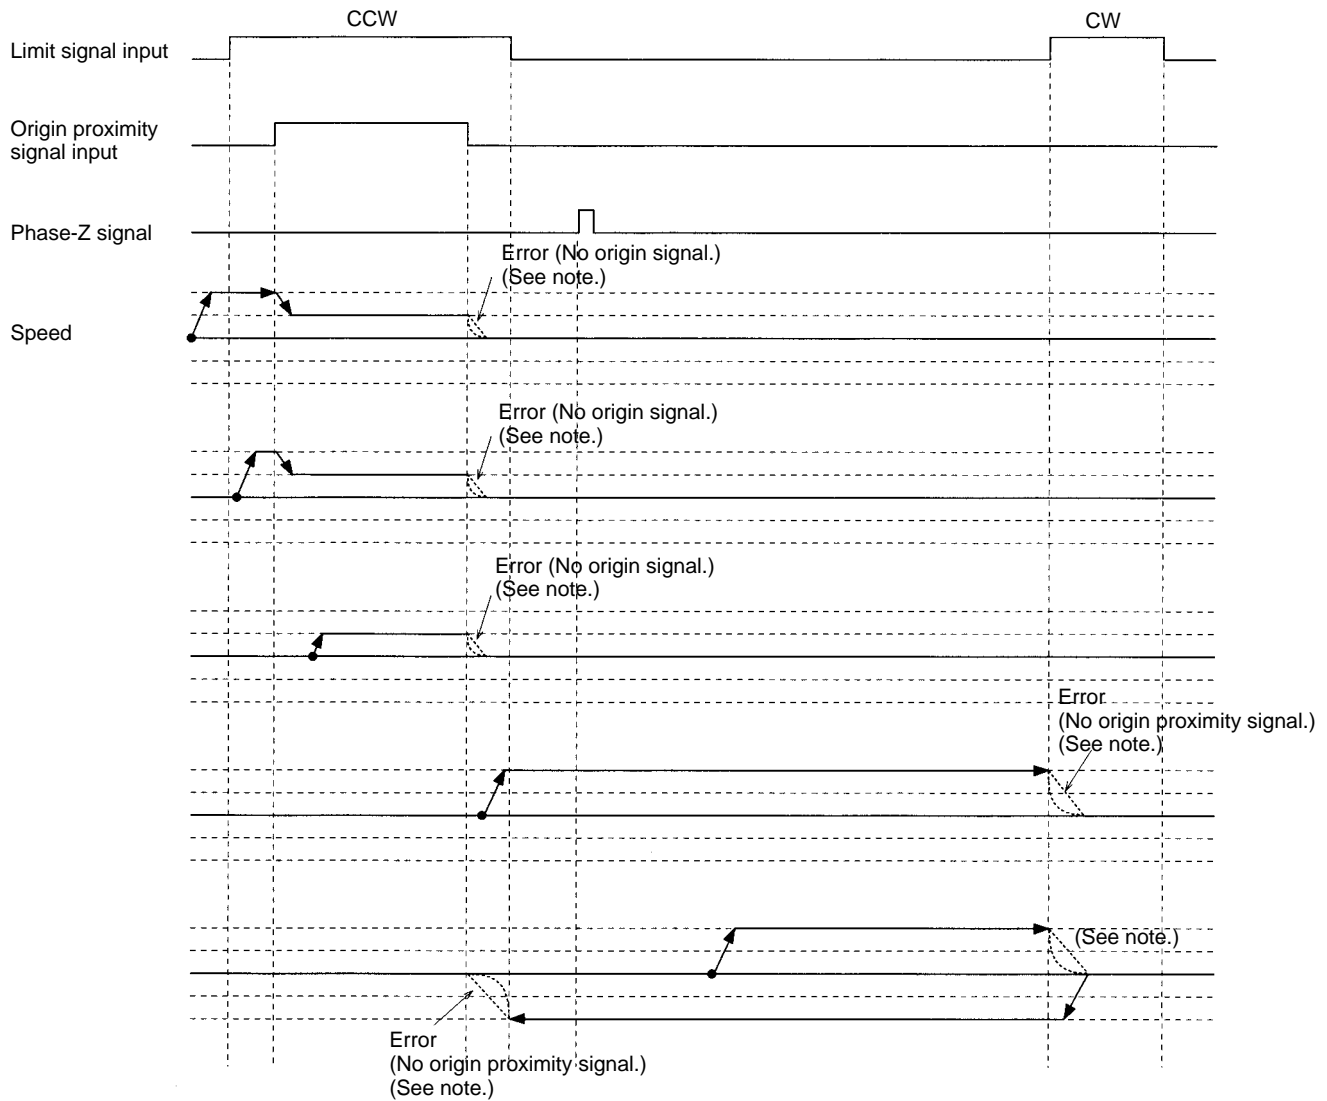 CCW
CW
Limit signal input
Origin proximity
signal input
Phase-Z signal
Error (No origin signal.)
(See note.)
Speed
Error (No origin signal.)
(See note.)
Error (No origin signal.)
(See note.)
Error
(No origin proximity signal.)
(See note.)
(See note.)
Error
(No origin proximity signal.)
(See note.)